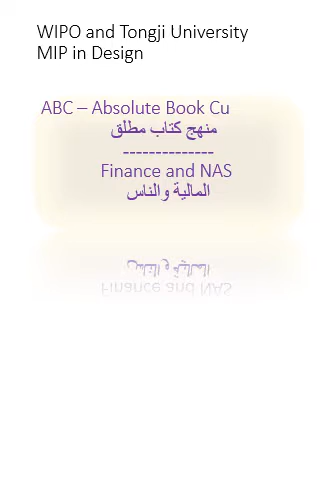 WIPO and Tongji University
MIP in Design
ABC – Absolute Book Cu
منهج كتاب مطلق
--------------
Finance and NAS
المالية والناس